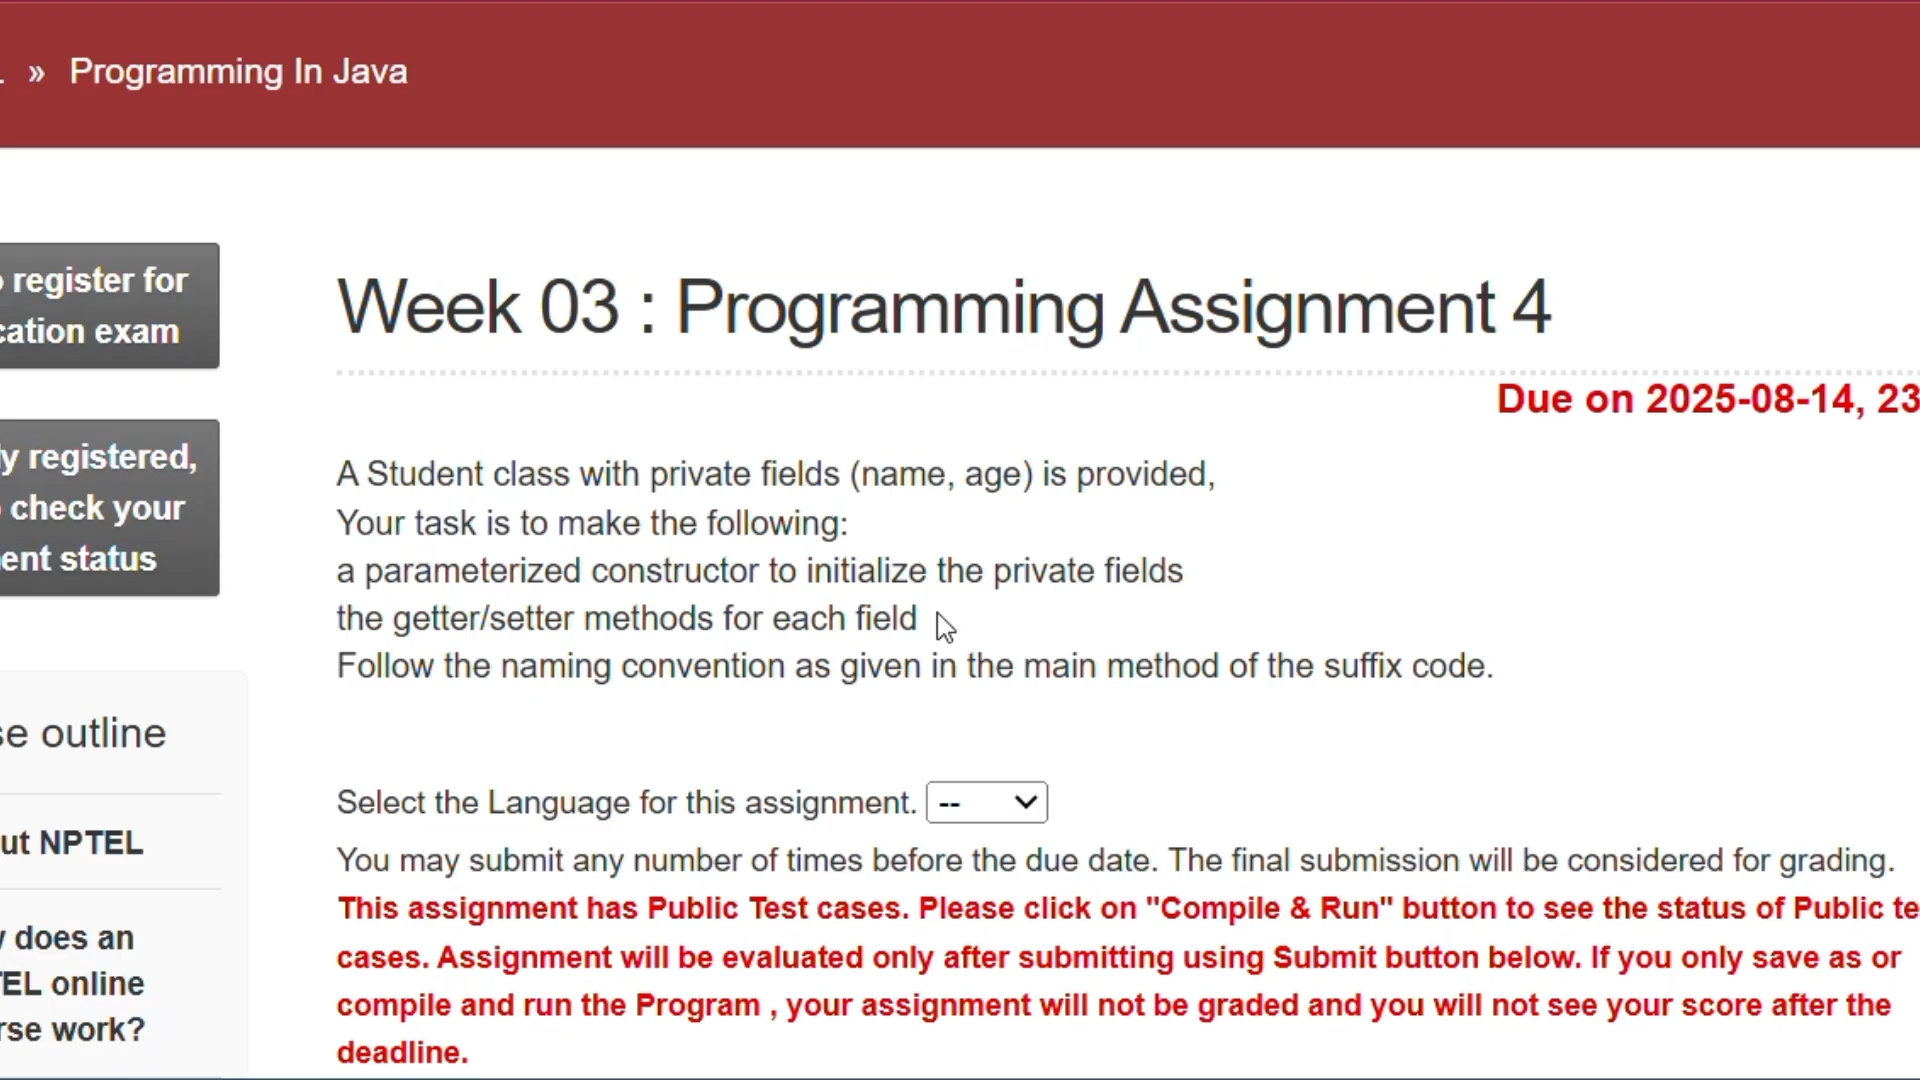 » Programming In Java
register for
cation exam
registered,
check your
ent status
Week 03 : Programming Assignment 4
Due on 2025-08-14, 23
A Student class with private fields (name, age) is provided,
Your task is to make the following:
a parameterized constructor to initialize the private fields
the getter/setter methods for each field
Follow the naming convention as given in the main method of the suffix code.
se outline
ut NPTEL
does an
TEL online
rse work?
Select the Language for this assignment. --
You may submit any number of times before the due date. The final submission will be considered for grading.
This assignment has Public Test cases. Please click on "Compile & Run" button to see the status of Public te
cases. Assignment will be evaluated only after submitting using Submit button below. If you only save as or
compile and run the Program , your assignment will not be graded and you will not see your score after the
deadline.